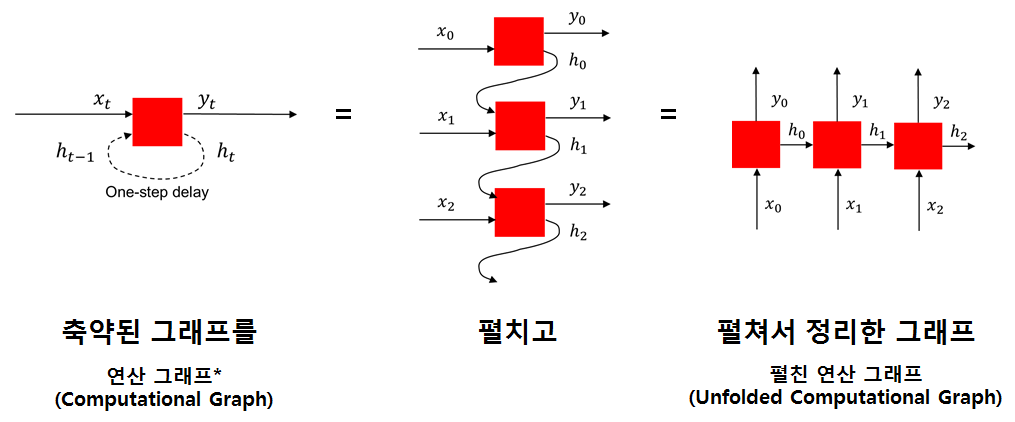 x_t
y_t
h_{t-1}
h_t
One-step delay
=
x_0
y_0
h_0
x_1
y_1
h_1
x_2
y_2
h_2
=
y_0
y_1
y_2
h_0
h_1
h_2
x_0
x_1
x_2
축약된 그래프를
연산 그래프*
(Computational Graph)
펼치고
펼쳐서 정리한 그래프
펼친 연산 그래프
(Unfolded Computational Graph)